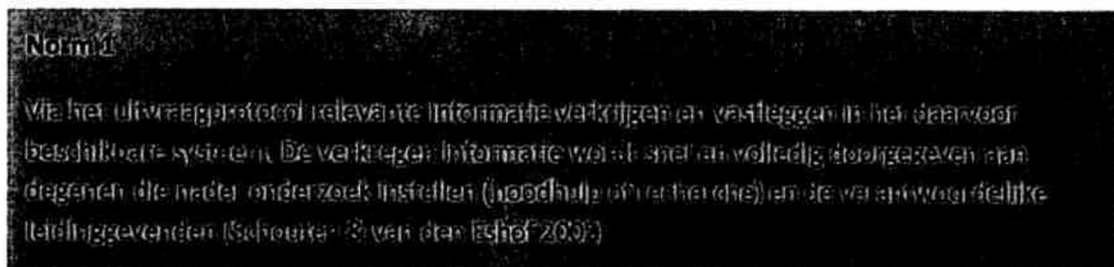 Norm 1
Via het uitvraagprotocol relevante informatie verkrijgen en vastleggen in het daarvoor
beschikbare systeem. De verkregen informatie wordt snel en volledig doorgegeven aan
degenen die nader onderzoek instellen (noodhulp of recherche) en de verantwoordelijke
leidinggevenden (Schouten & van den Eshof